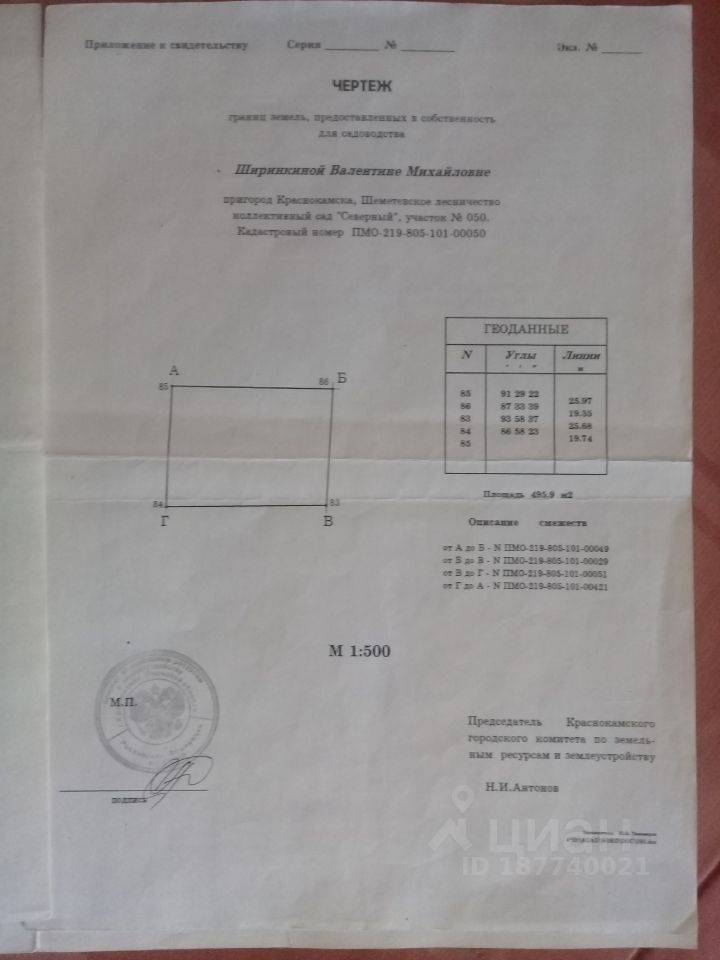 Приложение к свидетельству Серия ________ № ________ Экз. № ______
ЧЕРТЕЖ
границ земель, предоставленных в собственность
для садоводства
Ширинкиной Валентине Михайловне
пригород Краснокамска, Шеметевское лесничество
коллективный сад "Северный", участок № 050.
Кадастровый номер ПМО-219-805-101-00050
ГЕОДАННЫЕ
N Углы Линии
° ' " м
85 91 29 22
25.97
86 87 33 39
19.35
83 93 58 37
25.68
84 86 58 23
19.74
85
А
85 86 Б
84 83
Г В
Площадь 495.9 м2
Описание смежеств
от А до Б - N ПМО-219-805-101-00049
от Б до В - N ПМО-219-805-101-00029
от В до Г - N ПМО-219-805-101-00051
от Г до А - N ПМО-219-805-101-00421
М 1:500
М.П.
подпись
Председатель Краснокамского
городского комитета по земель-
ным ресурсам и землеустройству
Н.И.Антонов
циан
ID 187740021